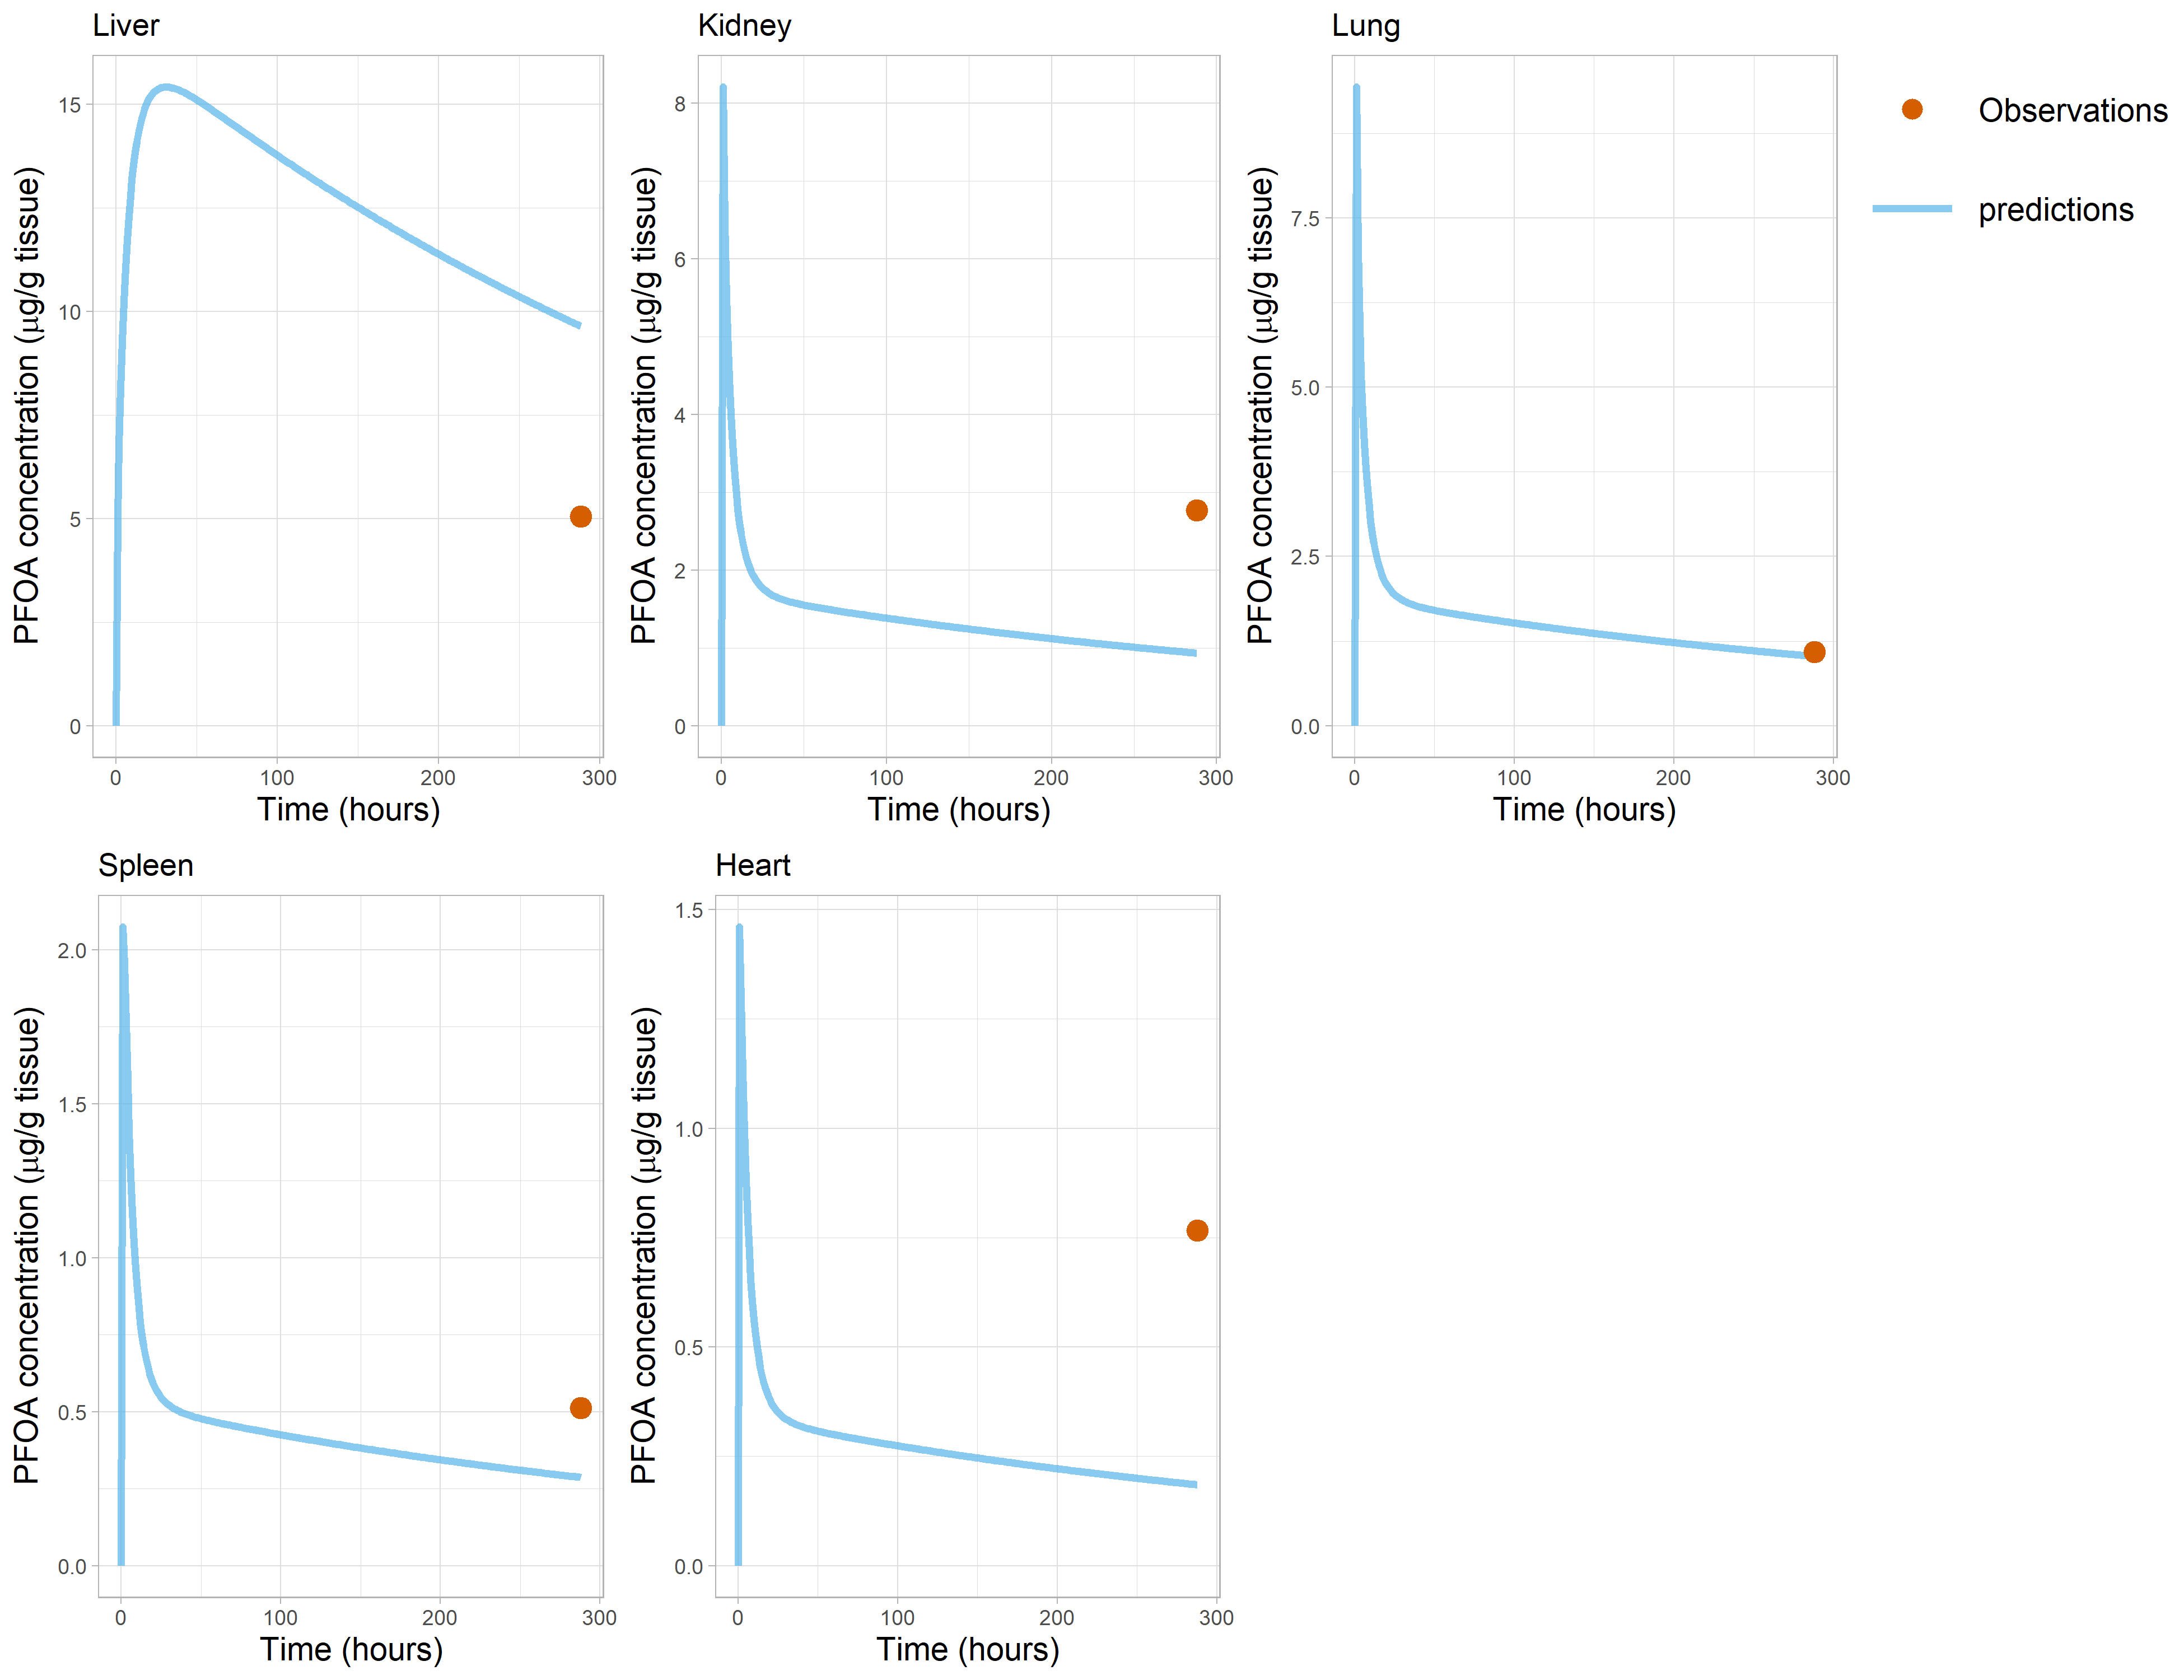 Liver
PFOA concentration (μg/g tissue)
15
10
5
0
0 100 200 300
Time (hours)
Kidney
PFOA concentration (μg/g tissue)
8
6
4
2
0
0 100 200 300
Time (hours)
Lung
PFOA concentration (μg/g tissue)
7.5
5.0
2.5
0.0
0 100 200 300
Time (hours)
Observations
predictions
Spleen
PFOA concentration (μg/g tissue)
2.0
1.5
1.0
0.5
0.0
0 100 200 300
Time (hours)
Heart
PFOA concentration (μg/g tissue)
1.5
1.0
0.5
0.0
0 100 200 300
Time (hours)